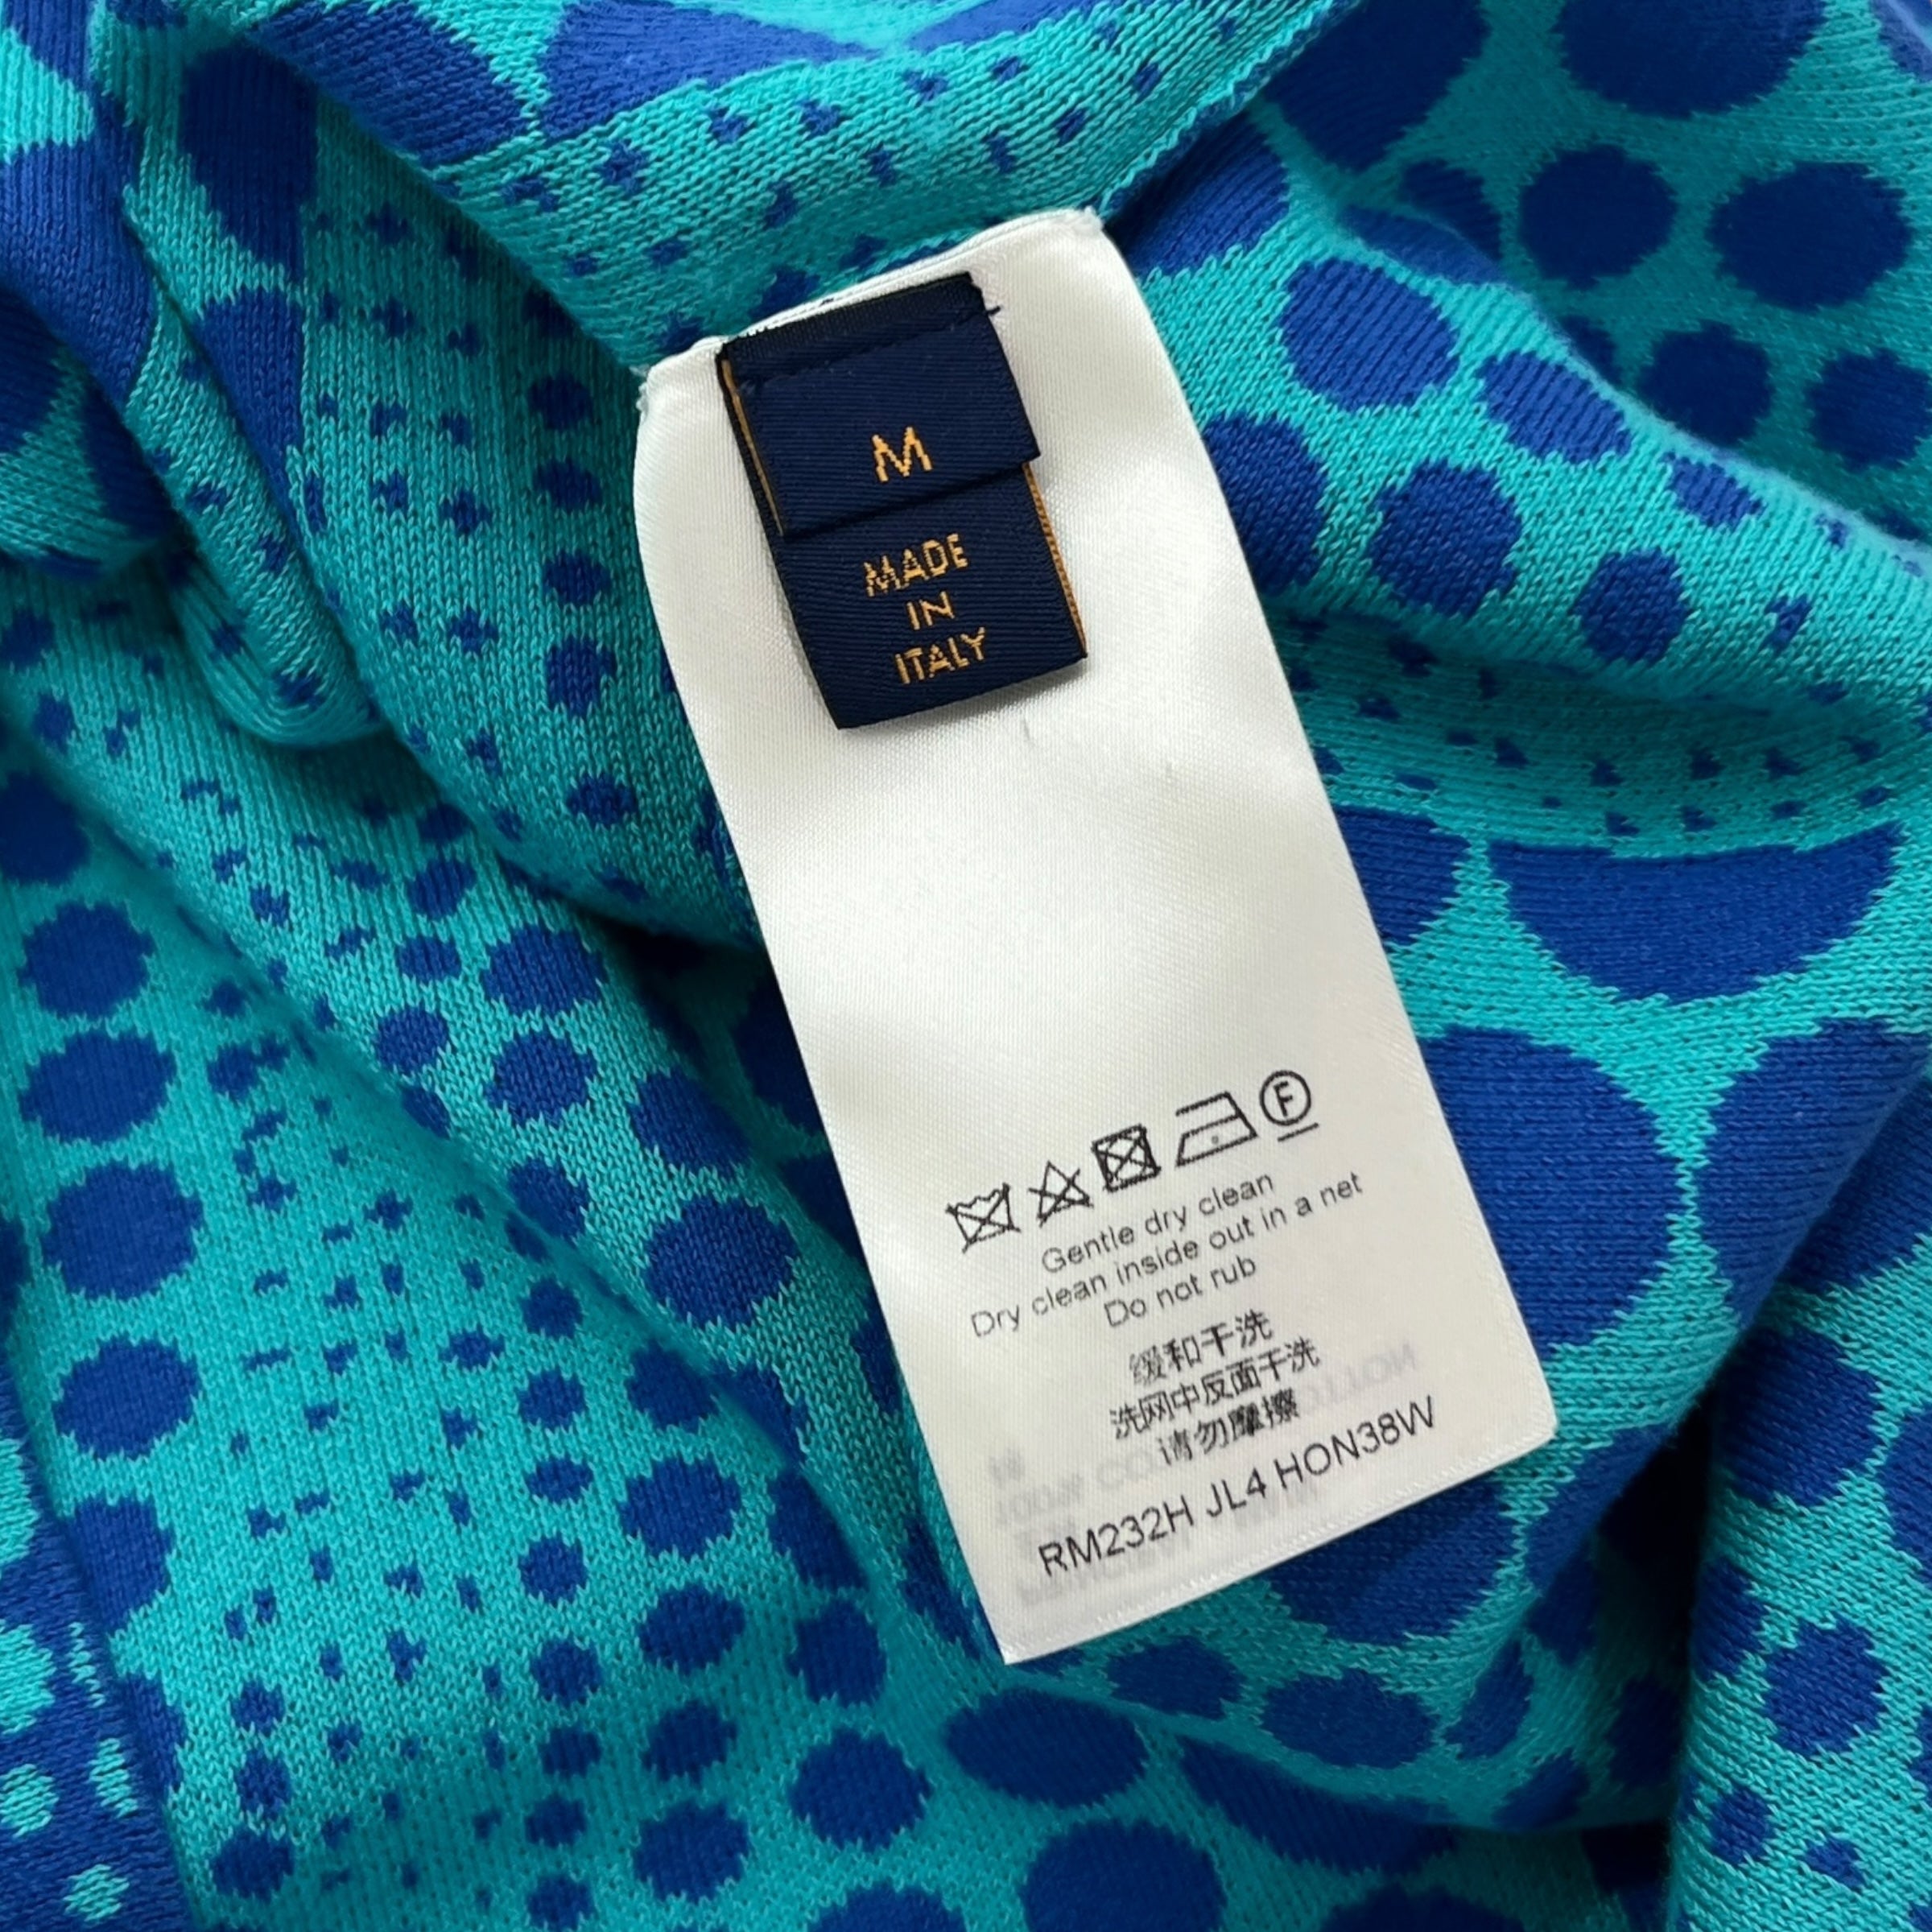 M
MADE
IN
ITALY
F
Gentle dry clean
Dry clean inside out in a net
Do not rub
缓和干洗
洗网中反面干洗
请勿摩擦
RM232H JL4 HON38W